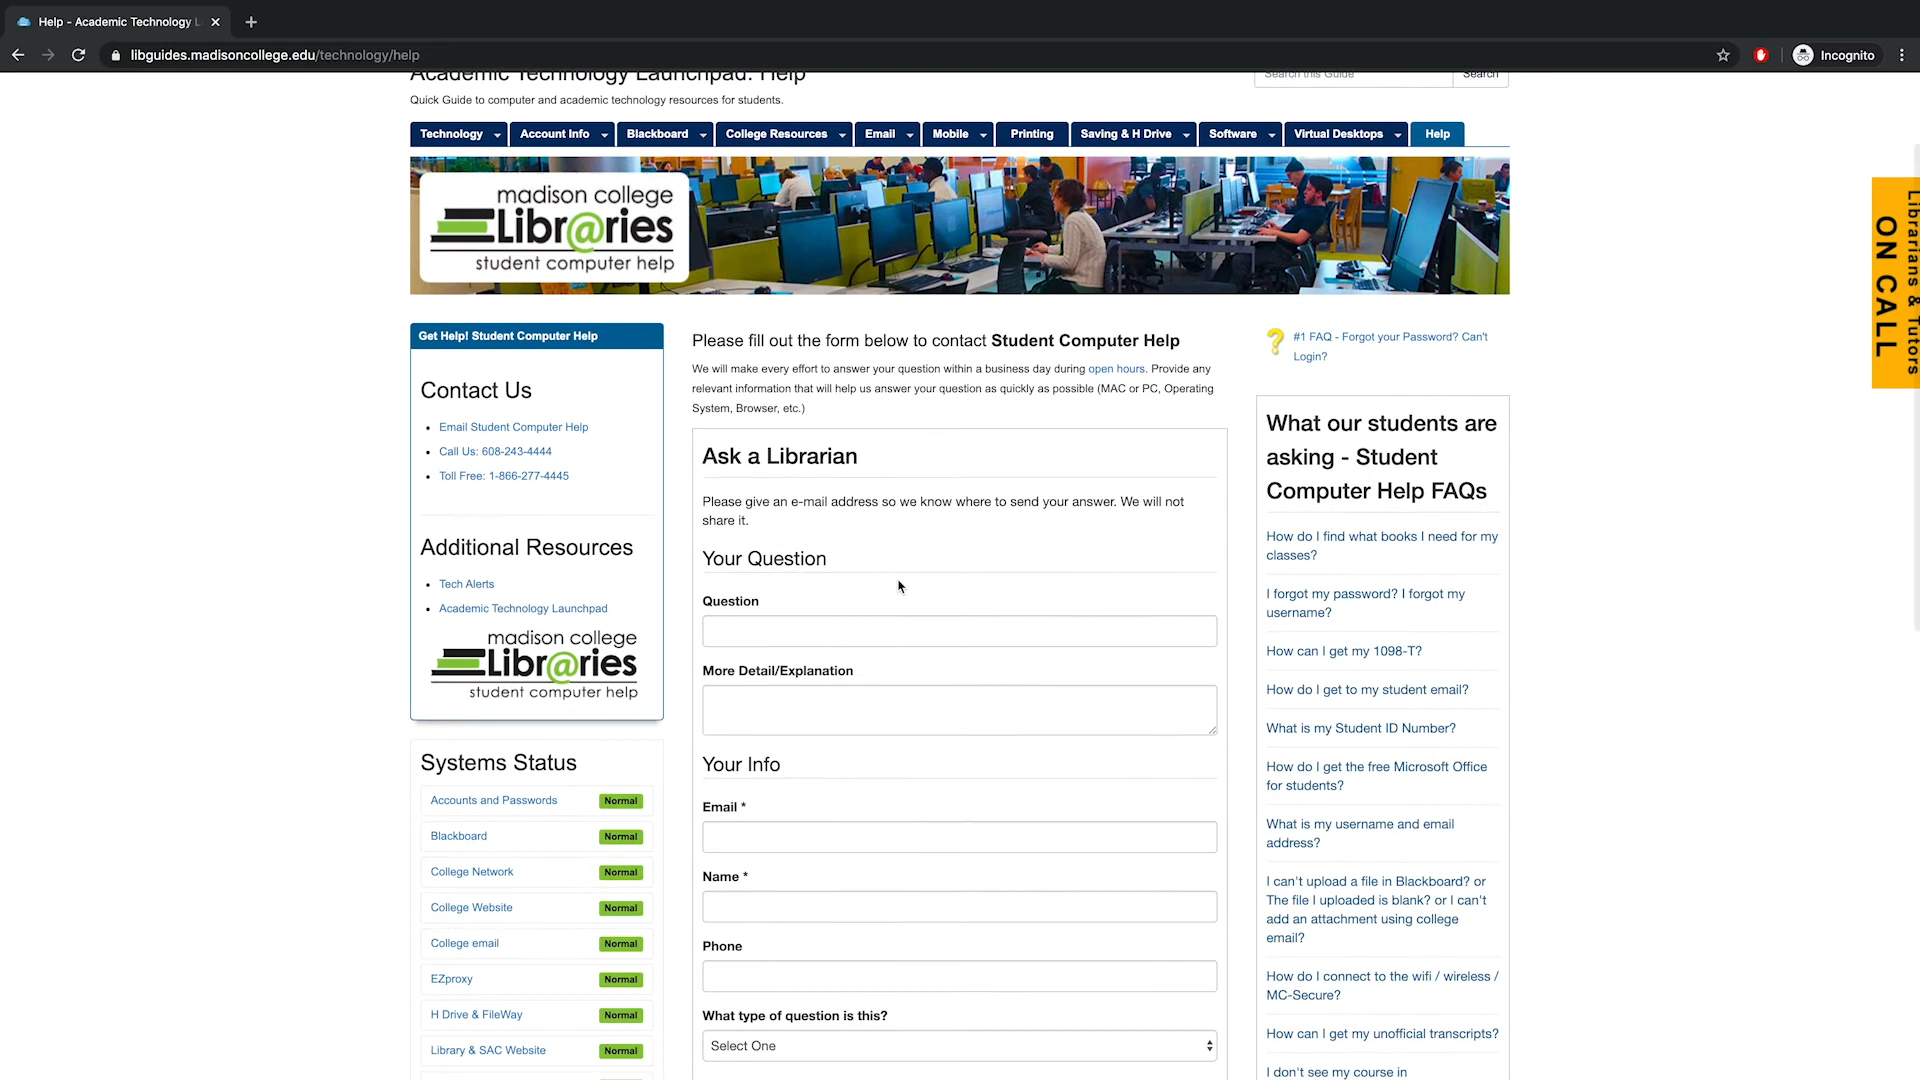 Help - Academic Technology L
libguides.madisoncollege.edu/technology/help
Incognito
Academic Technology Launchpad: Help
Search this Guide
Search
Quick Guide to computer and academic technology resources for students.
Technology
Account Info
Blackboard
College Resources
Email
Mobile
Printing
Saving & H Drive
Software
Virtual Desktops
Help
madison college
Libr@ries
student computer help
Librarians & Tutors
ON CALL
Get Help! Student Computer Help
Contact Us
Email Student Computer Help
Call Us: 608-243-4444
Toll Free: 1-866-277-4445
Additional Resources
Tech Alerts
Academic Technology Launchpad
madison college
Libr@ries
student computer help
Systems Status
Accounts and Passwords Normal
Blackboard Normal
College Network Normal
College Website Normal
College email Normal
EZproxy Normal
H Drive & FileWay Normal
Library & SAC Website Normal
Please fill out the form below to contact Student Computer Help
We will make every effort to answer your question within a business day during open hours. Provide any
relevant information that will help us answer your question as quickly as possible (MAC or PC, Operating
System, Browser, etc.)
Ask a Librarian
Please give an e-mail address so we know where to send your answer. We will not
share it.
Your Question
Question
More Detail/Explanation
Your Info
Email *
Name *
Phone
What type of question is this?
Select One
#1 FAQ - Forgot your Password? Can't
Login?
What our students are
asking - Student
Computer Help FAQs
How do I find what books I need for my
classes?
I forgot my password? I forgot my
username?
How can I get my 1098-T?
How do I get to my student email?
What is my Student ID Number?
How do I get the free Microsoft Office
for students?
What is my username and email
address?
I can't upload a file in Blackboard? or
The file I uploaded is blank? or I can't
add an attachment using college
email?
How do I connect to the wifi / wireless /
MC-Secure?
How can I get my unofficial transcripts?
I don't see my course in